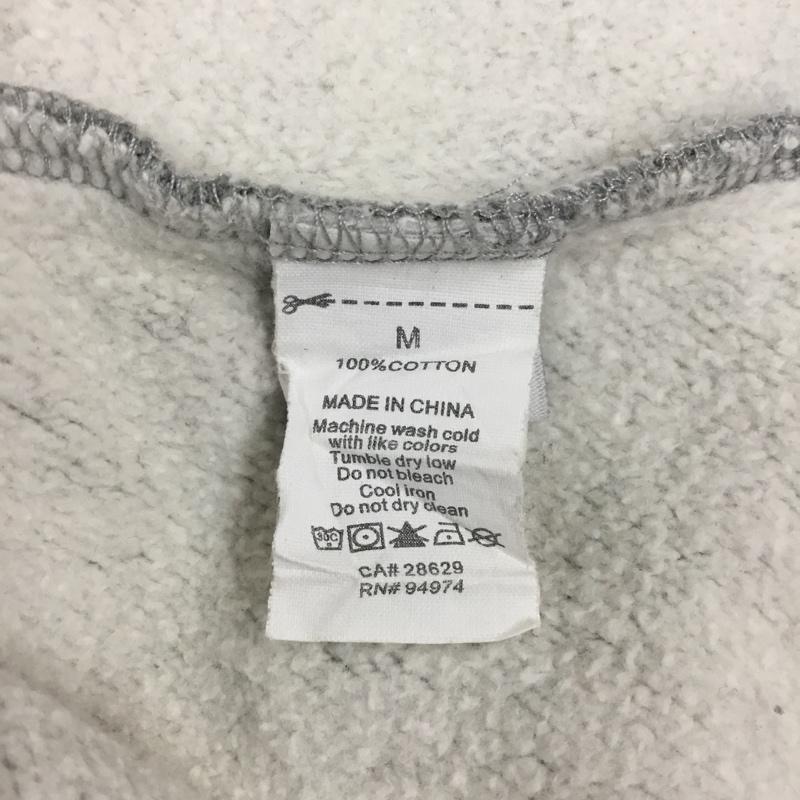 M
100%COTTON
MADE IN CHINA
Machine wash cold
with like colors
Tumble dry low
Do not bleach
Cool iron
Do not dry clean
30C
CA# 28629
RN# 94974